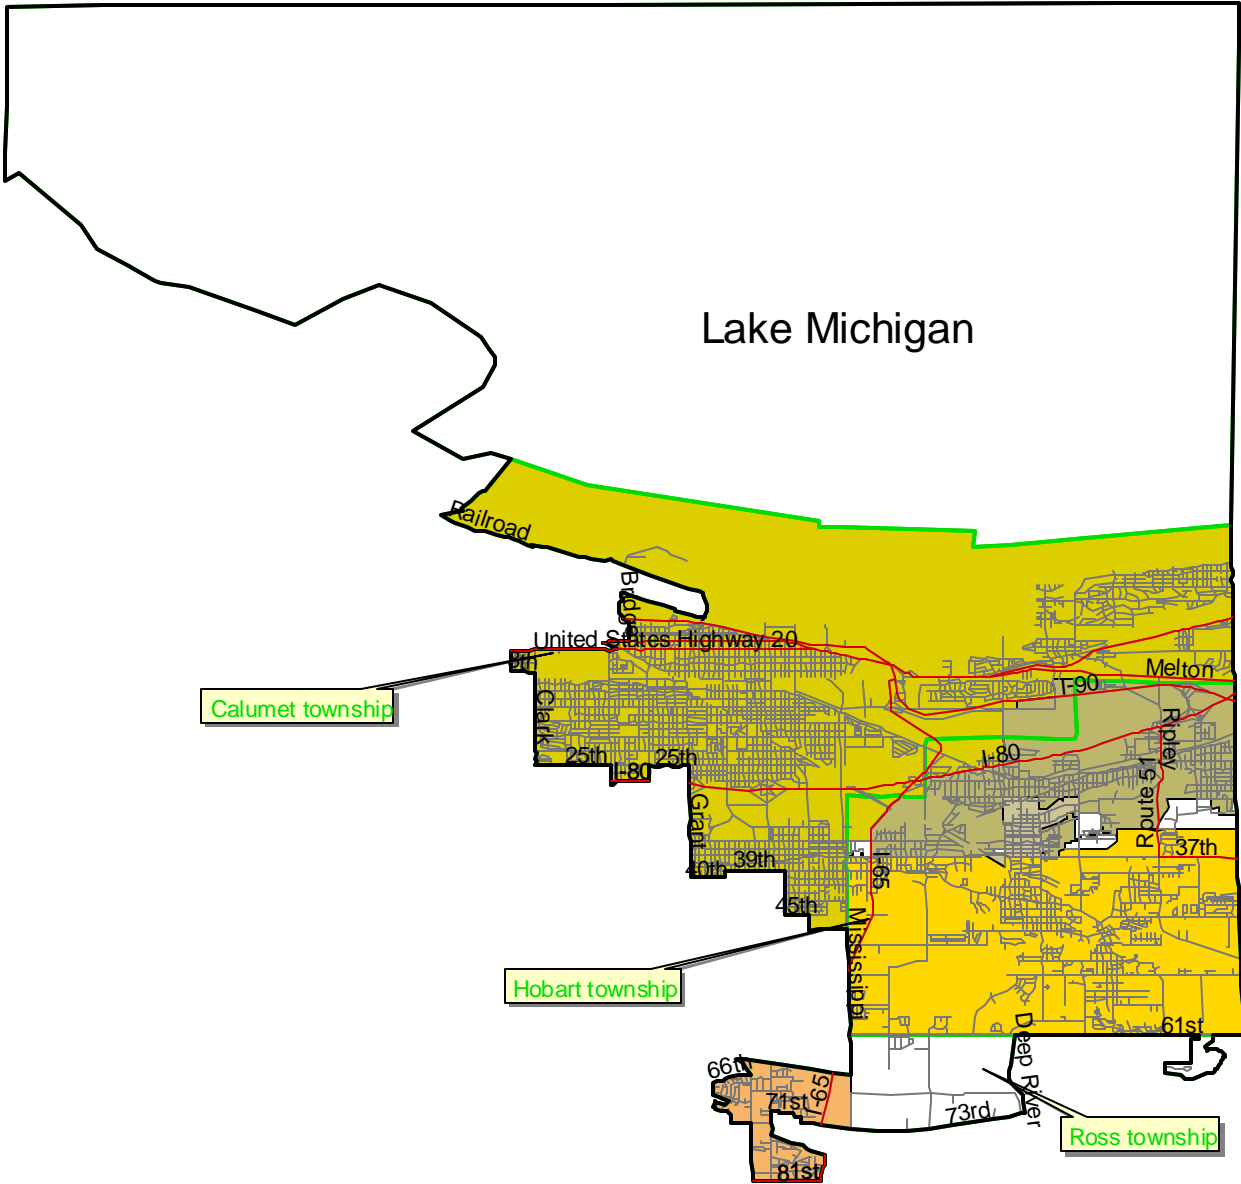 Lake Michigan
Railroad
Bridge
United States Highway 20
Melton
I-90
Calumet township
Clark
Ripley
25th
25th
I-80
I-80
Route 51
Grant
37th
39th
40th
I-65
45th
Mississippi
Hobart township
61st
Deep River
66th
I-65
71st
73rd
Ross township
81st